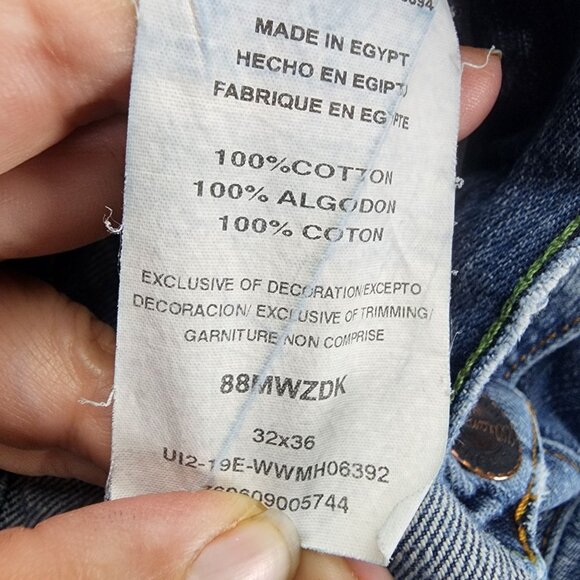 MADE IN EGYPT
HECHO EN EGIPTO
FABRIQUE EN EGYPTE
100%COTTON
100% ALGODON
100% COTON
EXCLUSIVE OF DECORATION/EXCEPTO
DECORACION/ EXCLUSIVE OF TRIMMING/
GARNITURE NON COMPRISE
88MWZDK
32x36
UI2-19E-WWMH06392